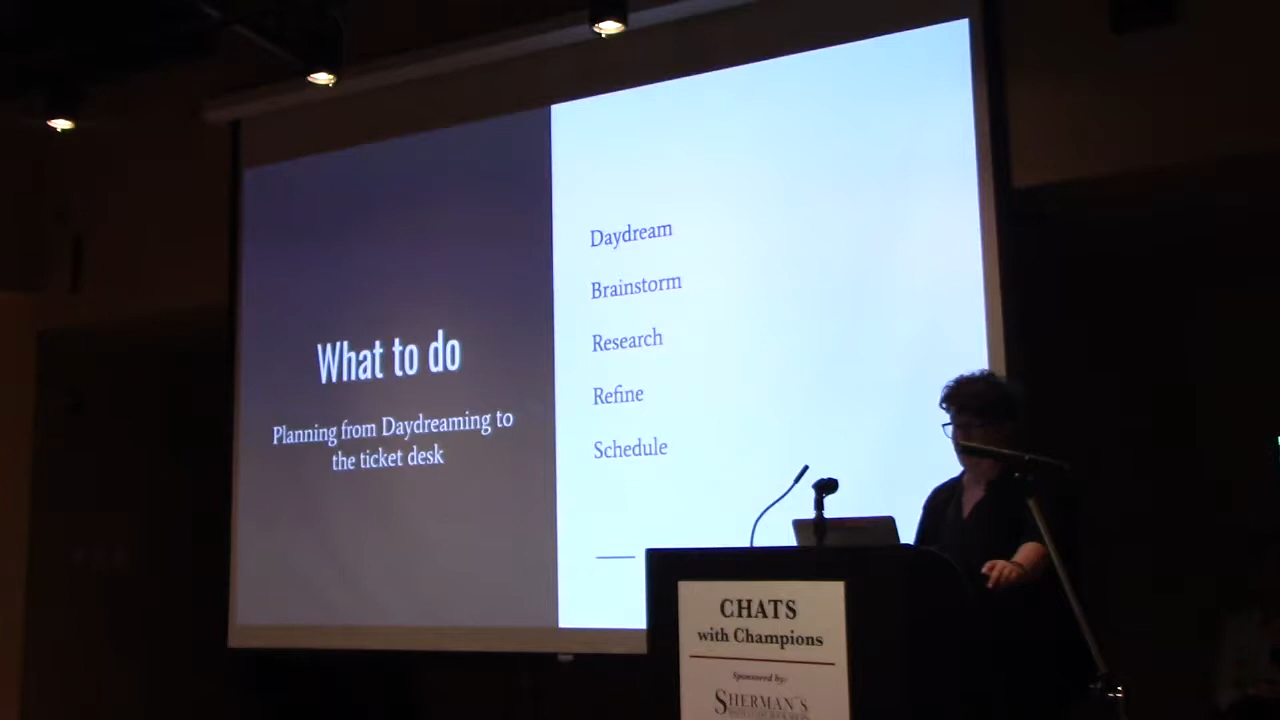 What to do
Planning from Daydreaming to
the ticket desk
Daydream
Brainstorm
Research
Refine
Schedule
CHATS
with Champions
Sponsored by:
SHERMAN'S